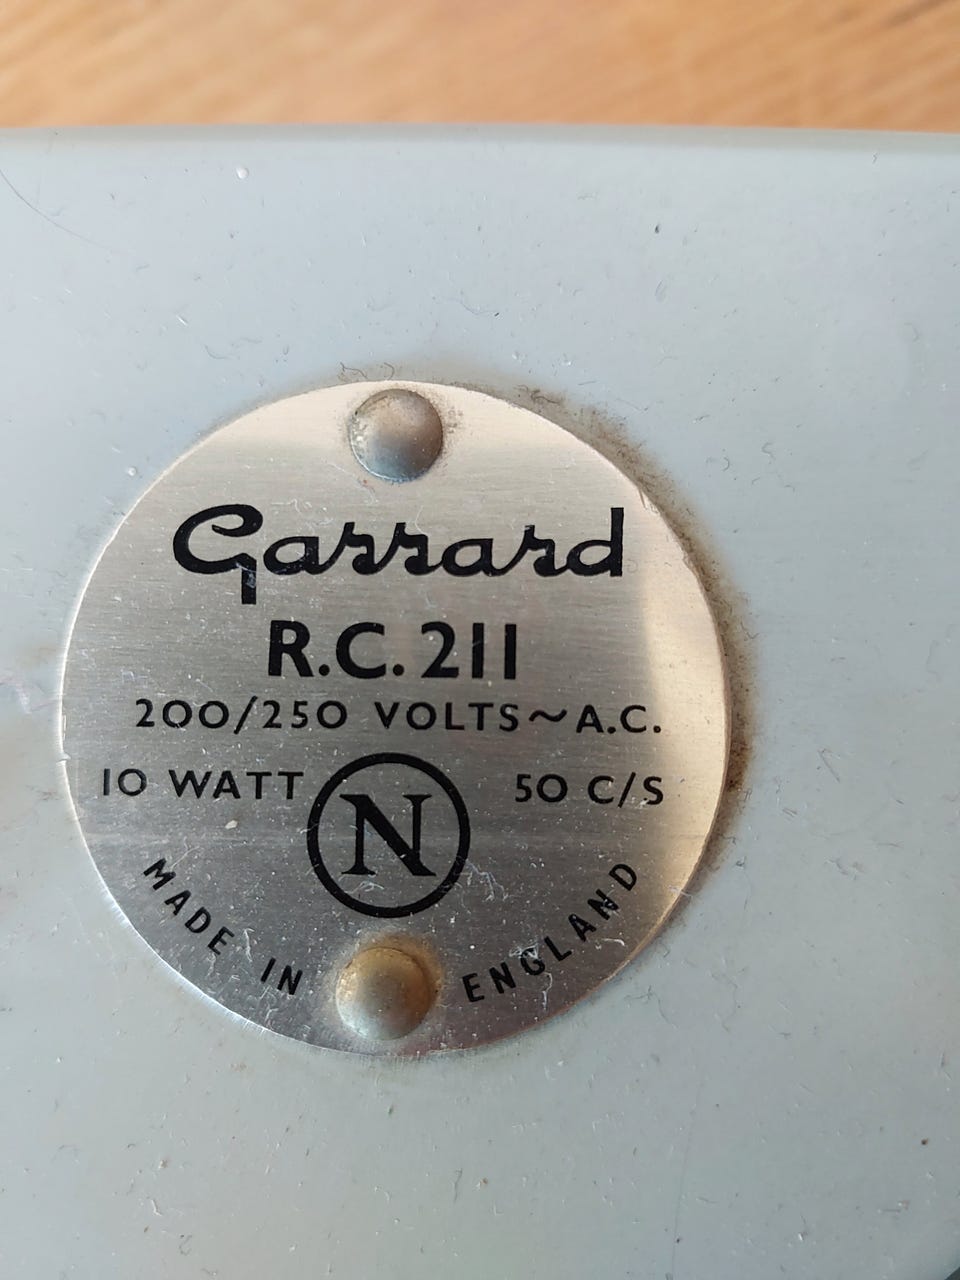 Garrard
R.C. 211
200/250 VOLTS~A.C.
10 WATT N 50 C/S
MADE IN ENGLAND